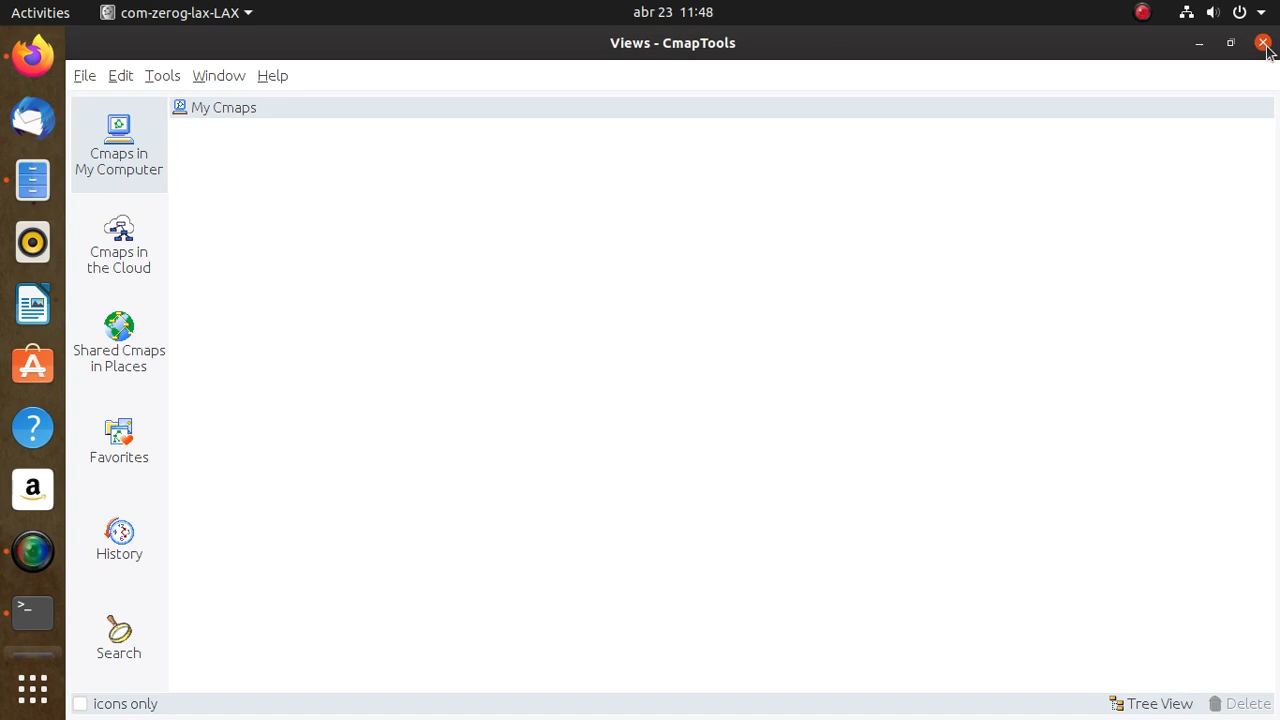 Activities com-zerog-lax-LAX abr 23 11:48
Views - CmapTools
File Edit Tools Window Help
My Cmaps
Cmaps in
My Computer
Cmaps in
the Cloud
Shared Cmaps
in Places
Favorites
History
Search
icons only Tree View Delete